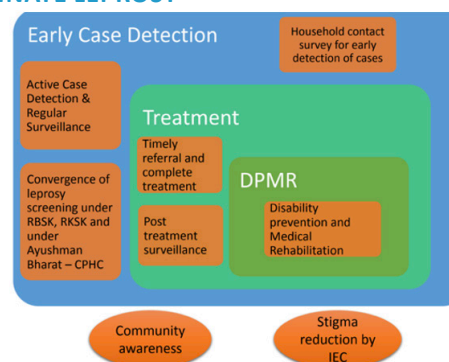 Early Case Detection
Household contact
survey for early
detection of cases
Active Case
Detection &
Regular
Surveillance
Treatment
Timely
referral and
complete
treatment
Convergence of
leprosy
screening under
RBSK, RKSK and
under
Ayushman
Bharat – CPHC
Post
treatment
surveillance
DPMR
Disability
prevention and
Medical
Rehabilitation
Community
awareness
Stigma
reduction by
IEC